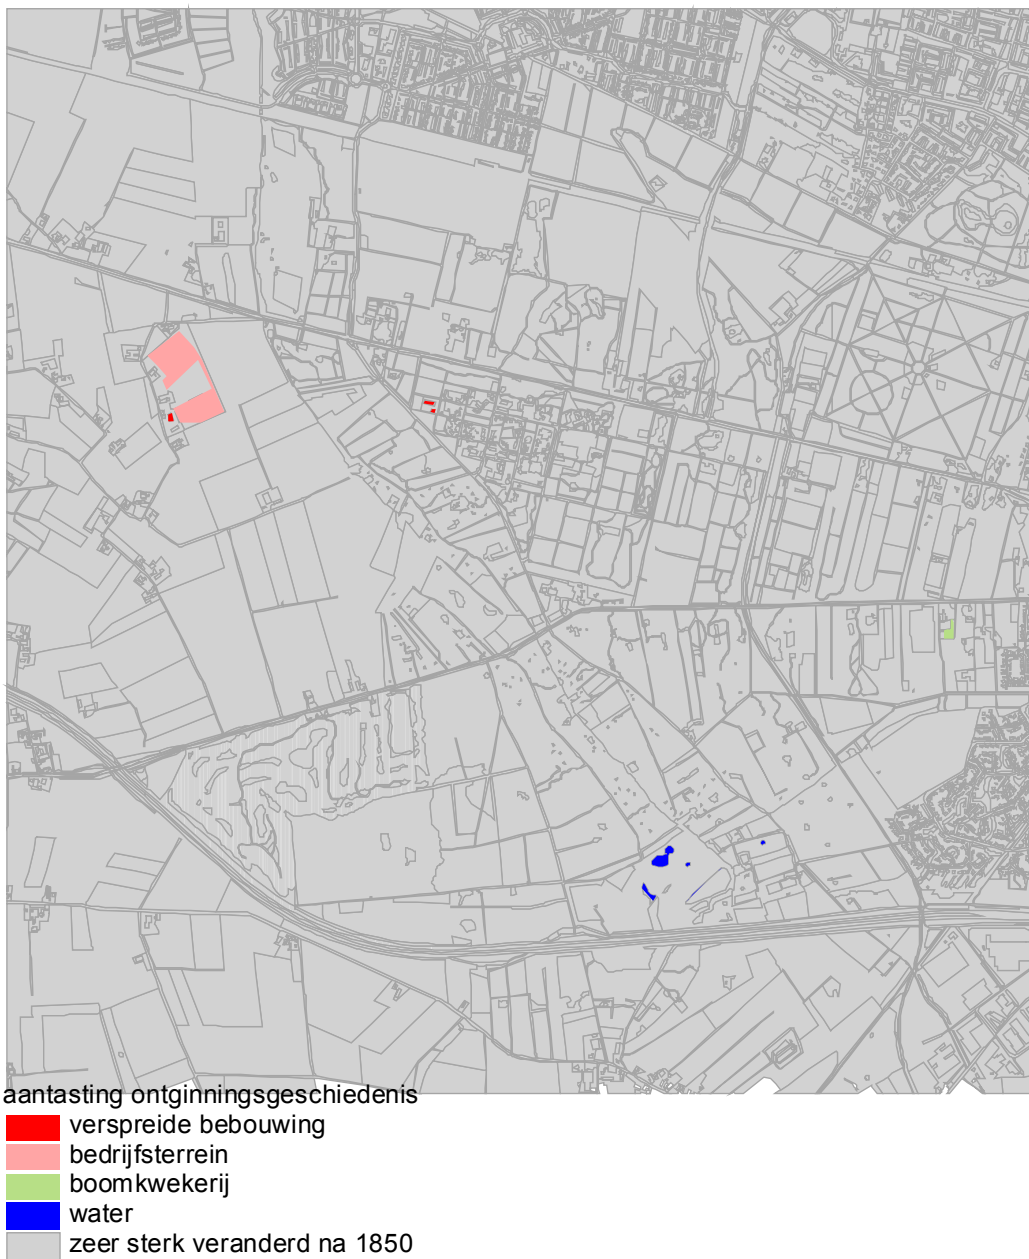 aantasting ontginningsgeschiedenis
verspreide bebouwing
bedrijfsterrein
boomkwekerij
water
zeer sterk veranderd na 1850